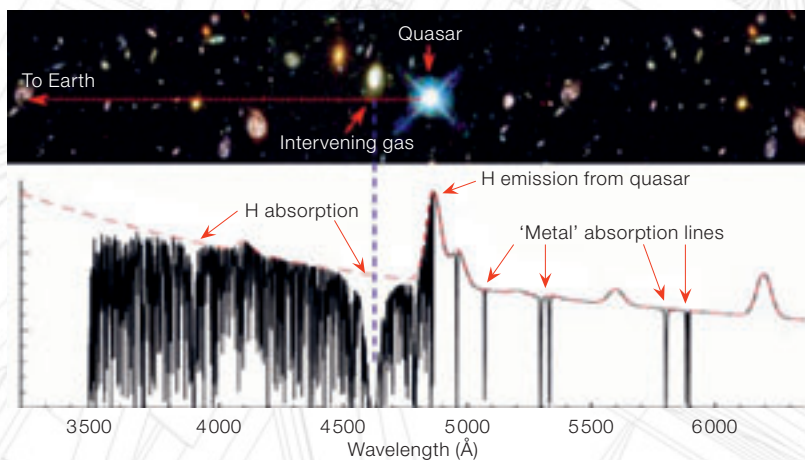 Quasar
To Earth
Intervening gas
H emission from quasar
H absorption
‘Metal’ absorption lines
3500 4000 4500 5000 5500 6000
Wavelength (Å)